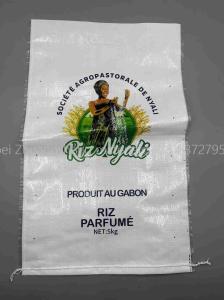 SOCIÉTÉ AGROPASTORALE DE NYALI
Riz Nyali
PRODUIT AU GABON
RIZ
PARFUMÉ
NET:5kg